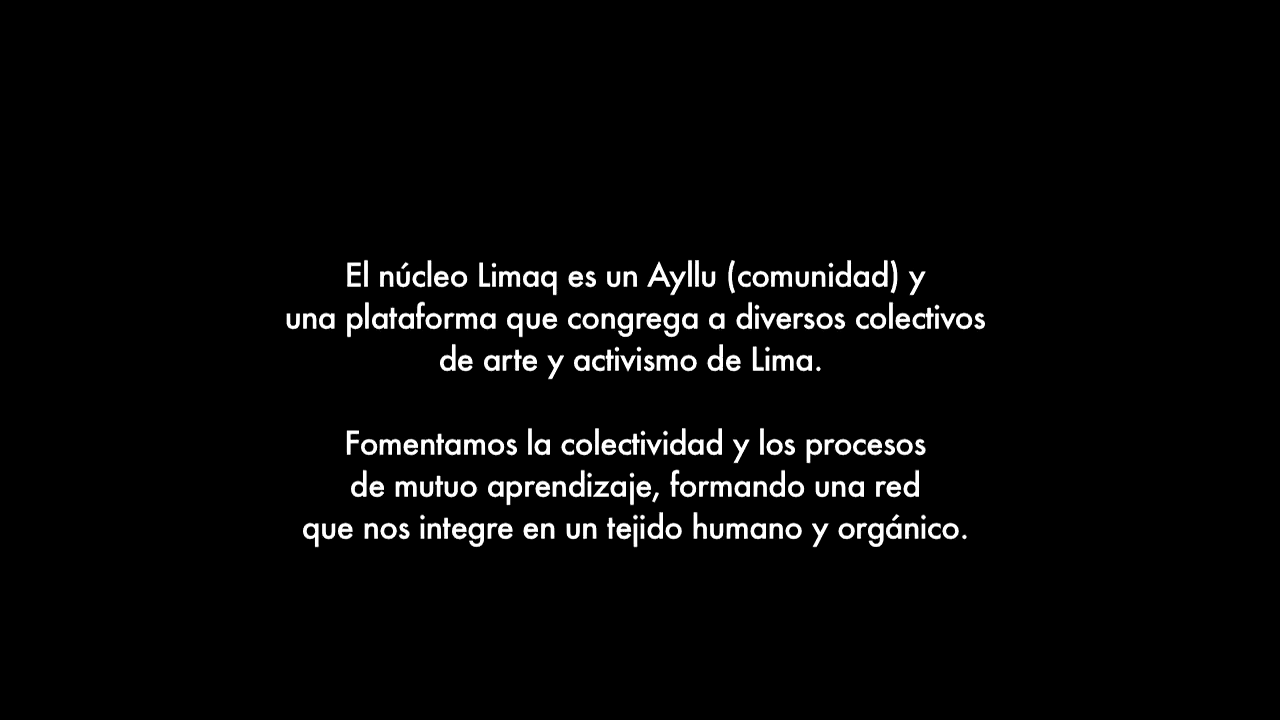 El núcleo Limaq es un Ayllu (comunidad) y
una plataforma que congrega a diversos colectivos
de arte y activismo de Lima.
Fomentamos la colectividad y los procesos
de mutuo aprendizaje, formando una red
que nos integre en un tejido humano y orgánico.